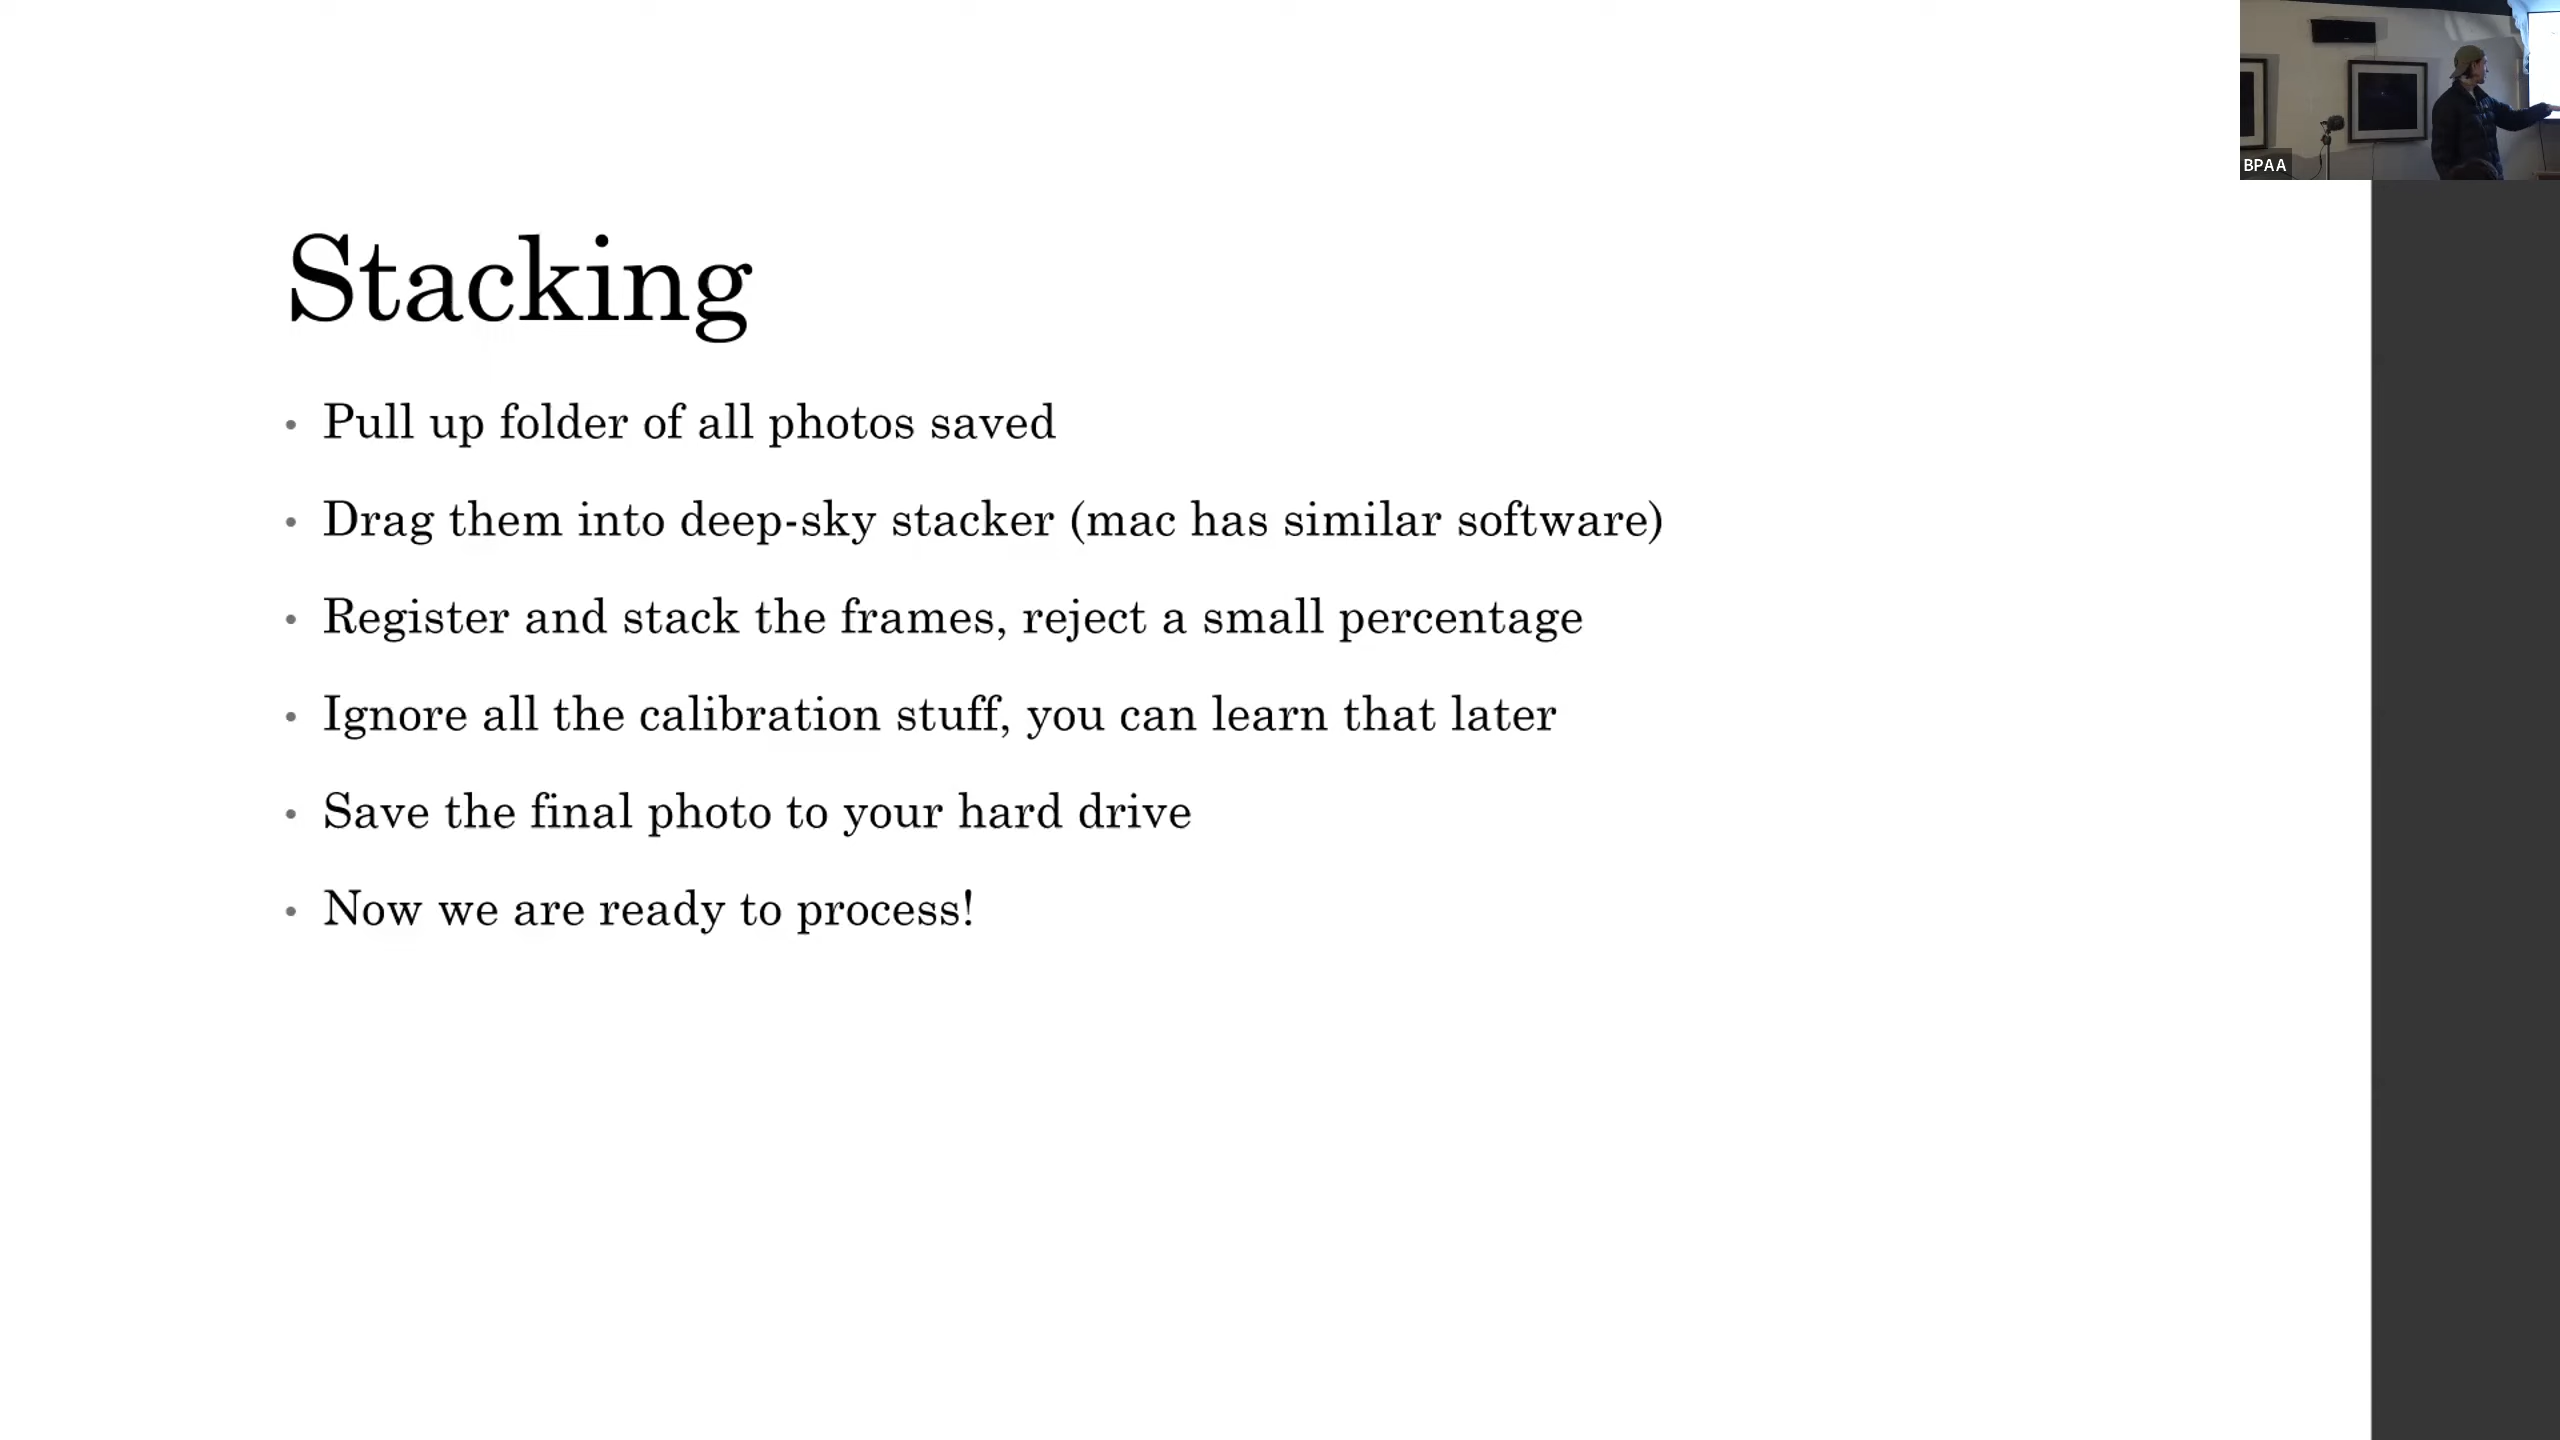 Stacking
• Pull up folder of all photos saved
• Drag them into deep-sky stacker (mac has similar software)
• Register and stack the frames, reject a small percentage
• Ignore all the calibration stuff, you can learn that later
• Save the final photo to your hard drive
• Now we are ready to process!
BPAA